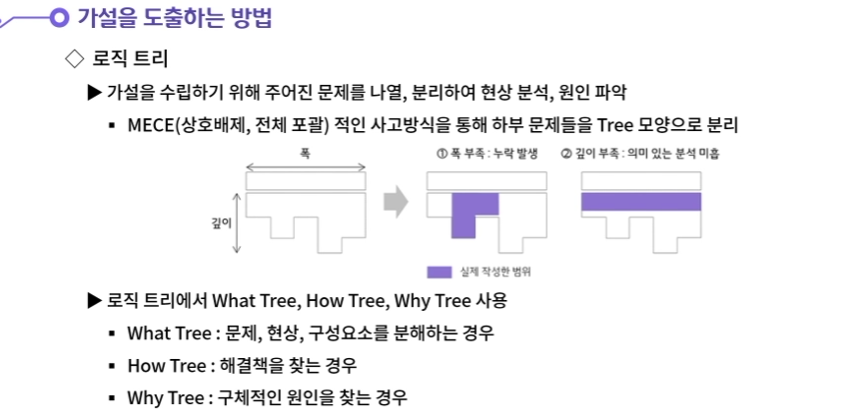 가설을 도출하는 방법
◇ 로직 트리
▶ 가설을 수립하기 위해 주어진 문제를 나열, 분리하여 현상 분석, 원인 파악
▪ MECE(상호배제, 전체 포괄) 적인 사고방식을 통해 하부 문제들을 Tree 모양으로 분리
폭
① 폭 부족 : 누락 발생
② 깊이 부족 : 의미 있는 분석 미흡
깊이
실제 작성한 범위
▶ 로직 트리에서 What Tree, How Tree, Why Tree 사용
▪ What Tree : 문제, 현상, 구성요소를 분해하는 경우
▪ How Tree : 해결책을 찾는 경우
▪ Why Tree : 구체적인 원인을 찾는 경우